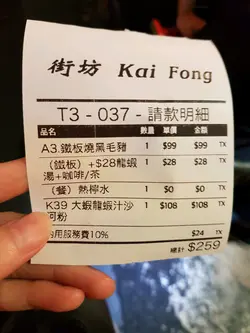 街坊 Kai Fong
T3 - 037 - 請款明細
品名 數量 單價 金額
A3.鐵板燒黑毛豬 1 $99 $99 TX
（鐵板）+$28龍蝦 1 $28 $28 TX
湯+咖啡/茶
（餐）熱檸水 1 $0 $0 TX
K39 大蝦龍蝦汁沙 1 $108 $108 TX
河粉
內用服務費10% $24 TX
總計 $259